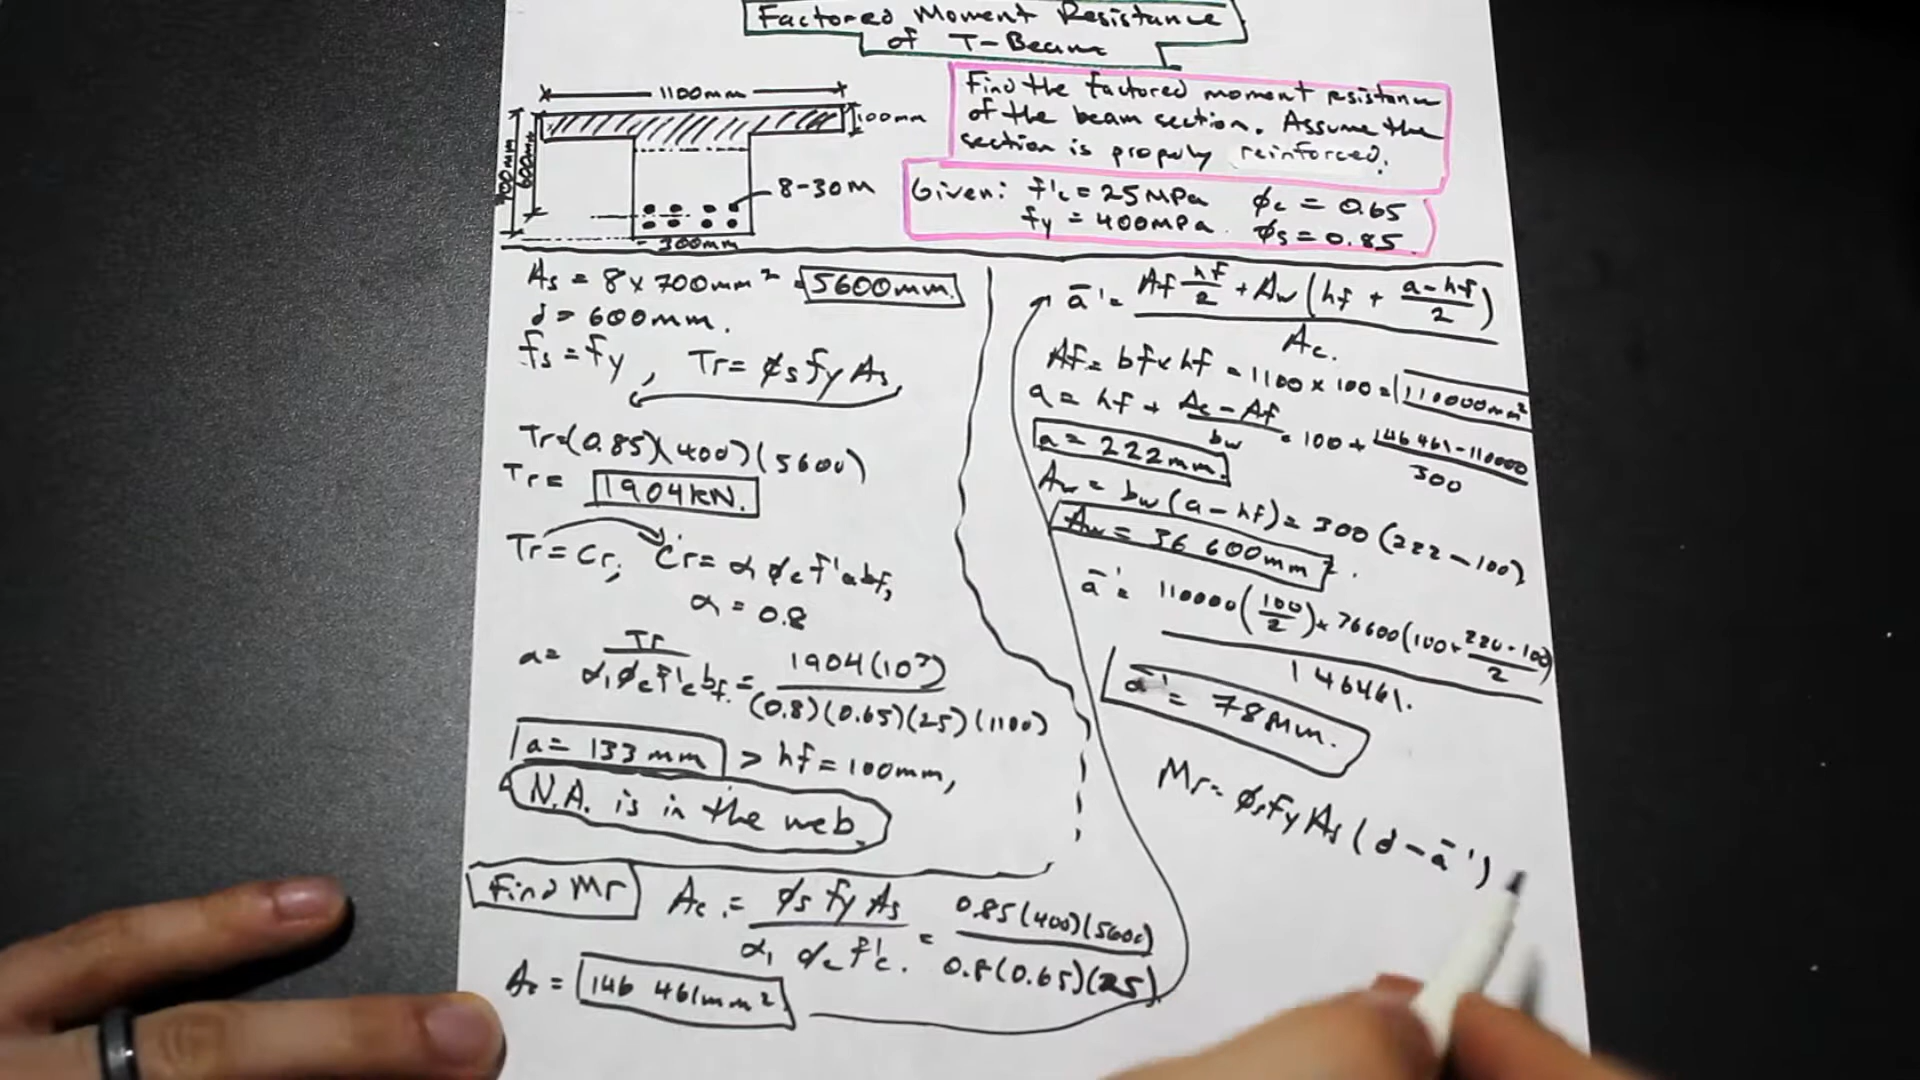 Factored Moment Resistance
of T-Beam
1100mm
100mm
700mm
600mm
8-30M
300mm
Find the factored moment resistance
of the beam section. Assume the
section is properly reinforced.
Given: f'c = 25MPa φc = 0.65
fy = 400MPa. φs = 0.85
As = 8 x 700mm² = 5600mm.
d = 600mm.
fs = fy, Tr = φs fy As,
Tr=(0.85)(400)(5600)
Tr = 1904kN.
Tr = Cr; Cr = α φc f'abf,
α = 0.8
a = Tr / α1 φc f'c bf. = 1904(10³) / (0.8)(0.65)(25)(1100)
a = 133mm > hf = 100mm,
N.A. is in the web.
Find Mr Ac = φs fy As / α1 φc f'c. = 0.85(400)(5600) / 0.8(0.65)(25)
Ac = 146 461mm²
ā' = Af hf/2 + Aw (hf + a-hf/2) / Ac.
Af = bf x hf = 1100 x 100 = 110000mm²
a = hf + Ac - Af / bw = 100 + 146 461 - 110000 / 300
a = 222mm.
Aw = bw (a - hf) = 300 (222 - 100)
Aw = 36 600mm².
ā' = 110000 (100/2) + 36600 (100 + 220-100/2) / 146461.
ā' = 78mm.
Mr = φs fy As (d - ā')